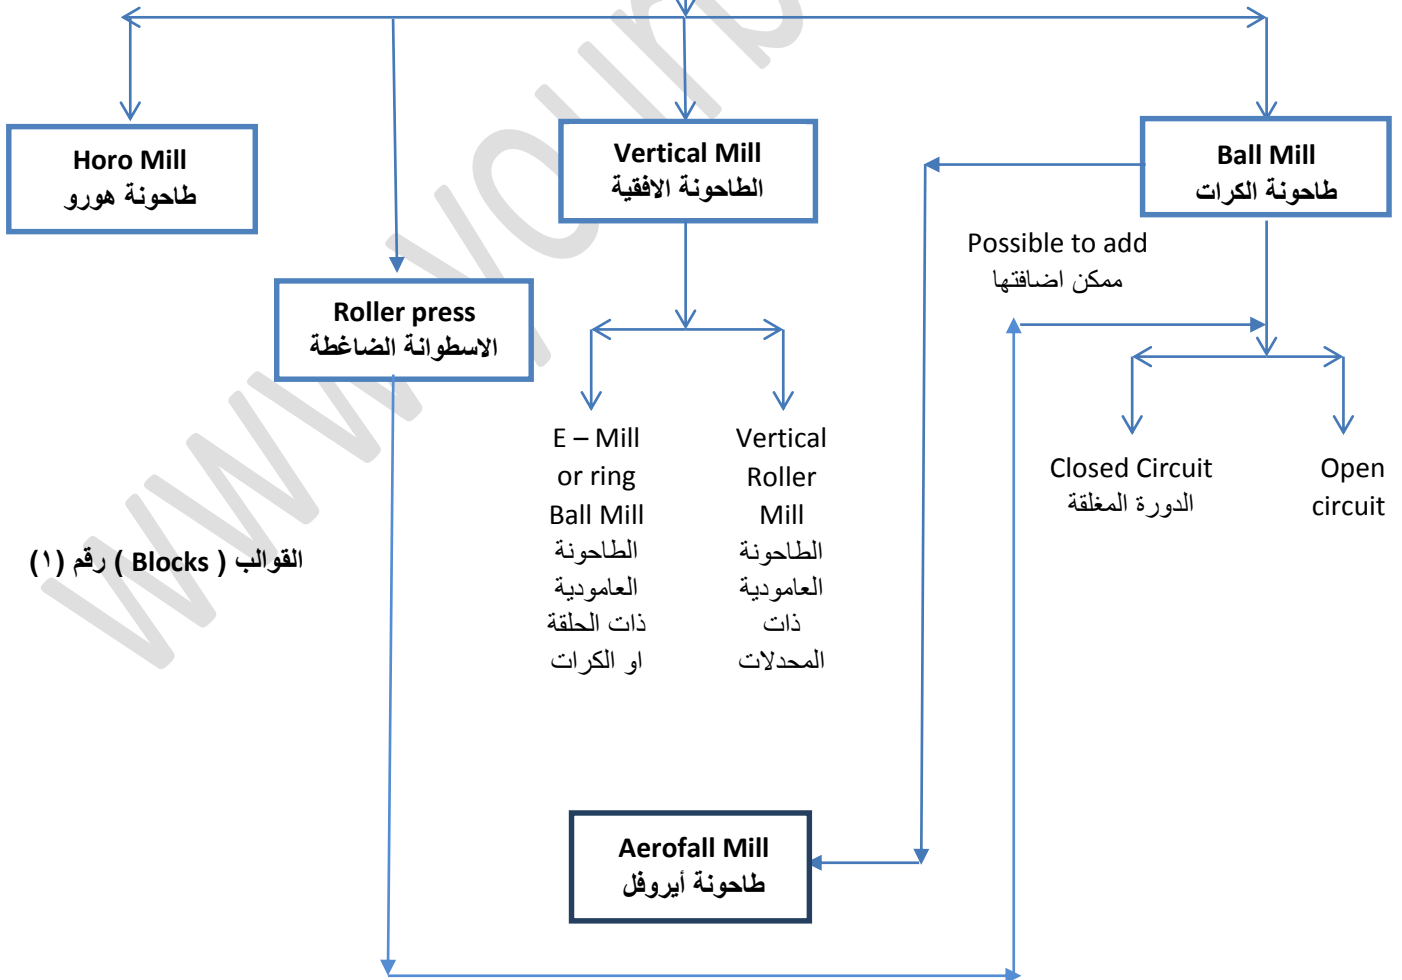 Horo Mill
طاحونة هورو
Vertical Mill
الطاحونة الافقية
Ball Mill
طاحونة الكرات
Possible to add
ممكن اضافتها
Roller press
الاسطوانة الضاغطة
E – Mill
or ring
Ball Mill
الطاحونة
العامودية
ذات الحلقة
او الكرات
Vertical
Roller
Mill
الطاحونة
العامودية
ذات
المحدلات
Closed Circuit
الدورة المغلقة
Open
circuit
القوالب ( Blocks ) رقم (١)
Aerofall Mill
طاحونة أيروفل